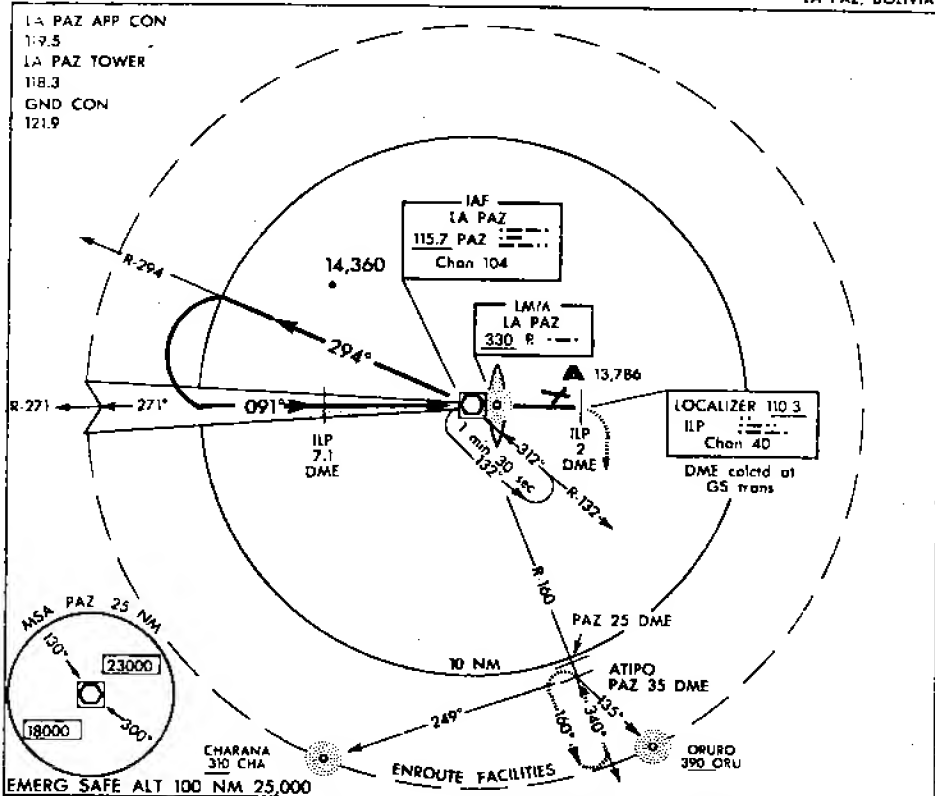 LA PAZ, BOLIVIA
LA PAZ APP CON
119.5
LA PAZ TOWER
118.3
GND CON
121.9
IAF
LA PAZ
115.7 PAZ
Chan 104
R-294
14,360
294°
LMM
LA PAZ
330 R
13,786
R-271
271°
091°
LOCALIZER 110.3
ILP
Chan 40
DME colctd at
GS trans
ILP
7.1
DME
ILP
2
DME
1 min 30 sec
132°
312°
R-132
R-160
MSA PAZ 25 NM
130°
23000
18000
300°
PAZ 25 DME
10 NM
ATIPO
PAZ 35 DME
249°
160°
340°
135°
CHARANA
310 CHA
ORURO
390 ORU
ENROUTE FACILITIES
EMERG SAFE ALT 100 NM 25,000